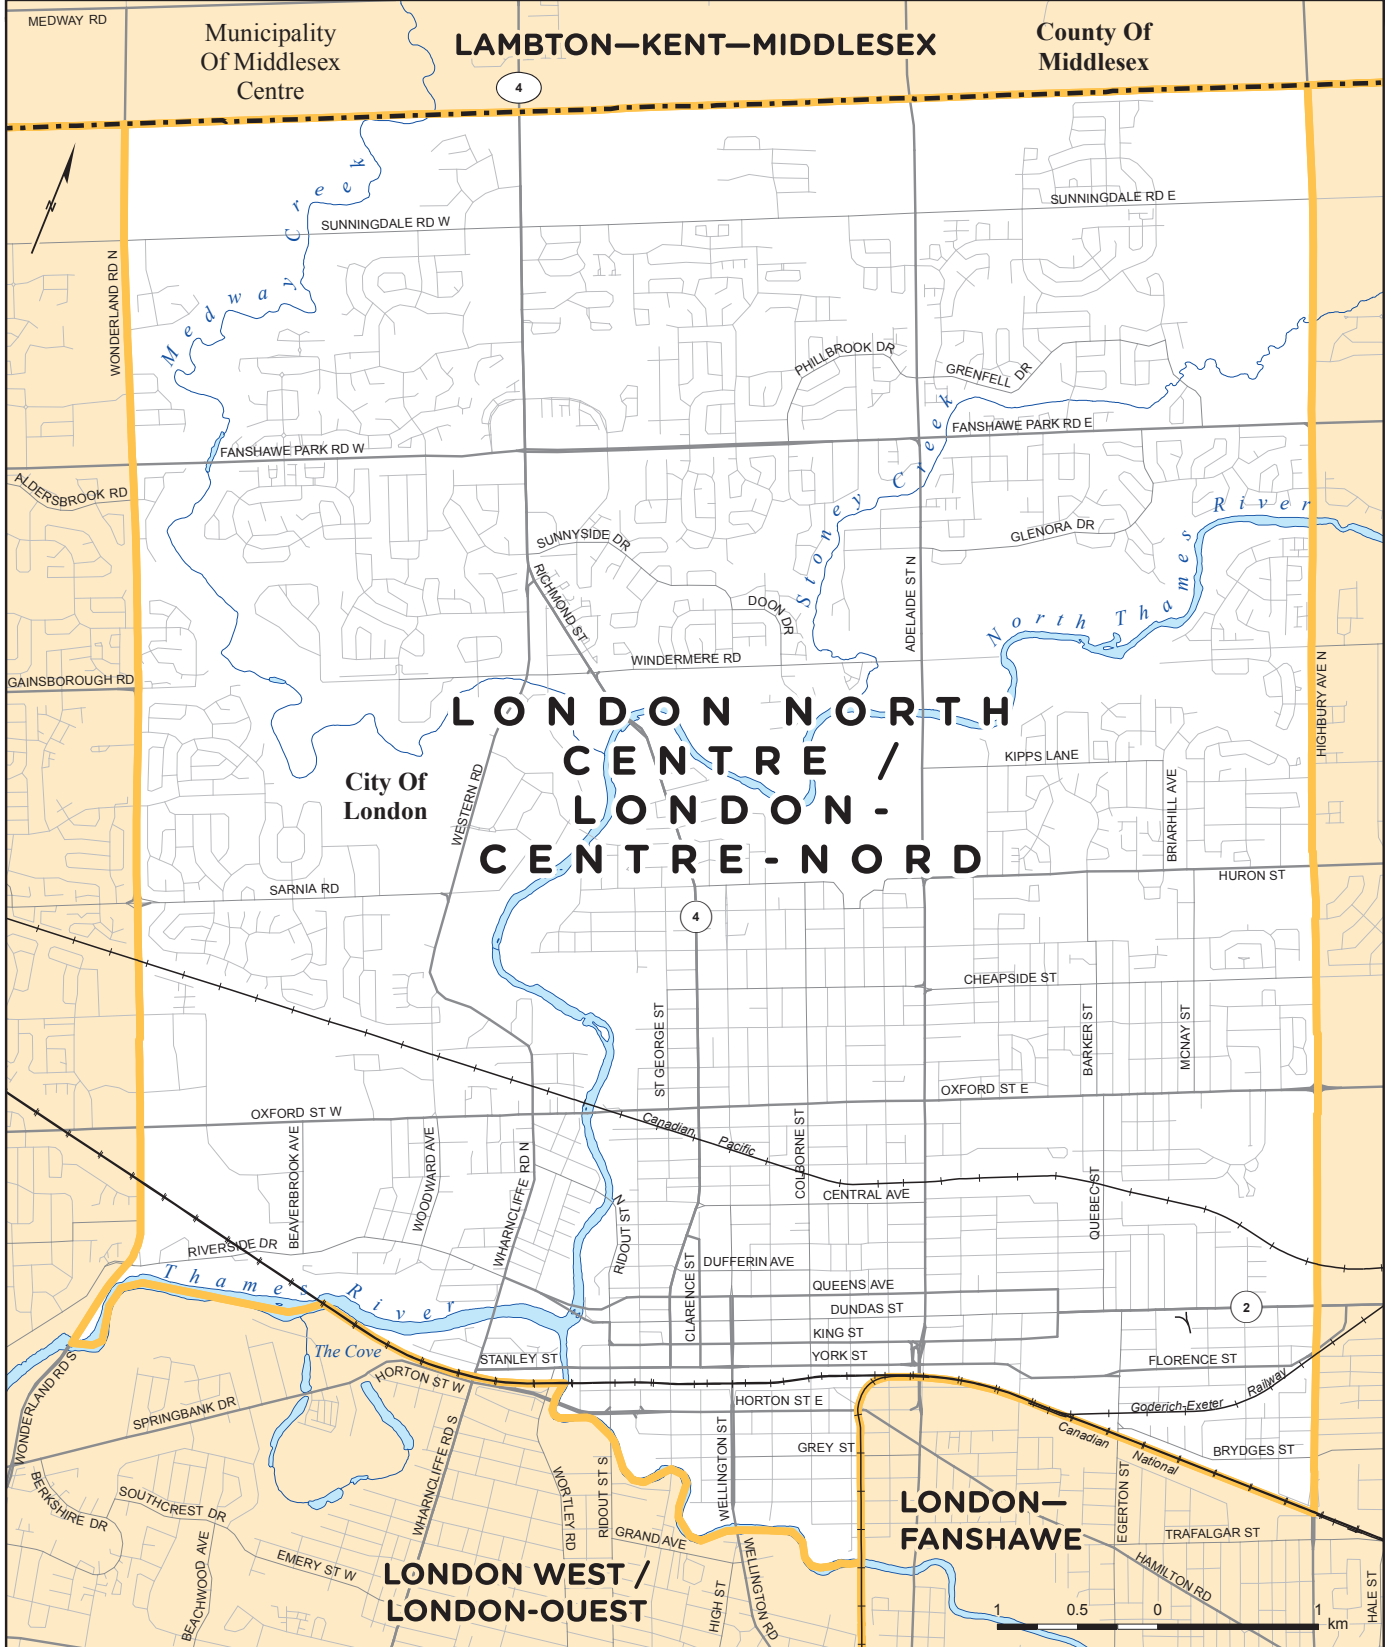 MEDWAY RD
Municipality
Of Middlesex
Centre
LAMBTON—KENT—MIDDLESEX
County Of
Middlesex
4
N
Medway Creek
SUNNINGDALE RD W
SUNNINGDALE RD E
WONDERLAND RD N
PHILLBROOK DR
GRENFELL DR
FANSHAWE PARK RD W
FANSHAWE PARK RD E
ALDERSBROOK RD
Stoney Creek
North Thames River
SUNNYSIDE DR
GLENORA DR
RICHMOND ST
DOON DR
ADELAIDE ST N
WINDERMERE RD
GAINSBOROUGH RD
HIGHBURY AVE N
LONDON NORTH
CENTRE /
LONDON-
CENTRE-NORD
KIPPS LANE
City Of
London
WESTERN RD
BRIARHILL AVE
SARNIA RD
HURON ST
4
CHEAPSIDE ST
ST GEORGE ST
BARKER ST
MCNAY ST
OXFORD ST W
OXFORD ST E
Canadian Pacific
BEAVERBROOK AVE
WOODWARD AVE
WHARNCLIFFE RD N
COLBORNE ST
CENTRAL AVE
QUEBEC ST
RIDOUT ST N
RIVERSIDE DR
CLARENCE ST
DUFFERIN AVE
Thames River
QUEENS AVE
DUNDAS ST
2
KING ST
The Cove
STANLEY ST
YORK ST
FLORENCE ST
WONDERLAND RD S
HORTON ST W
HORTON ST E
Goderich-Exeter Railway
SPRINGBANK DR
WHARNCLIFFE RD S
WELLINGTON ST
GREY ST
Canadian National
BRYDGES ST
BERKSHIRE DR
SOUTHCREST DR
WORTLEY RD
RIDOUT ST S
EGERTON ST
LONDON—
FANSHAWE
GRAND AVE
TRAFALGAR ST
BEACHWOOD AVE
EMERY ST W
WELLINGTON RD
HAMILTON RD
LONDON WEST /
LONDON-OUEST
HIGH ST
HALE ST
1 0.5 0 1
km